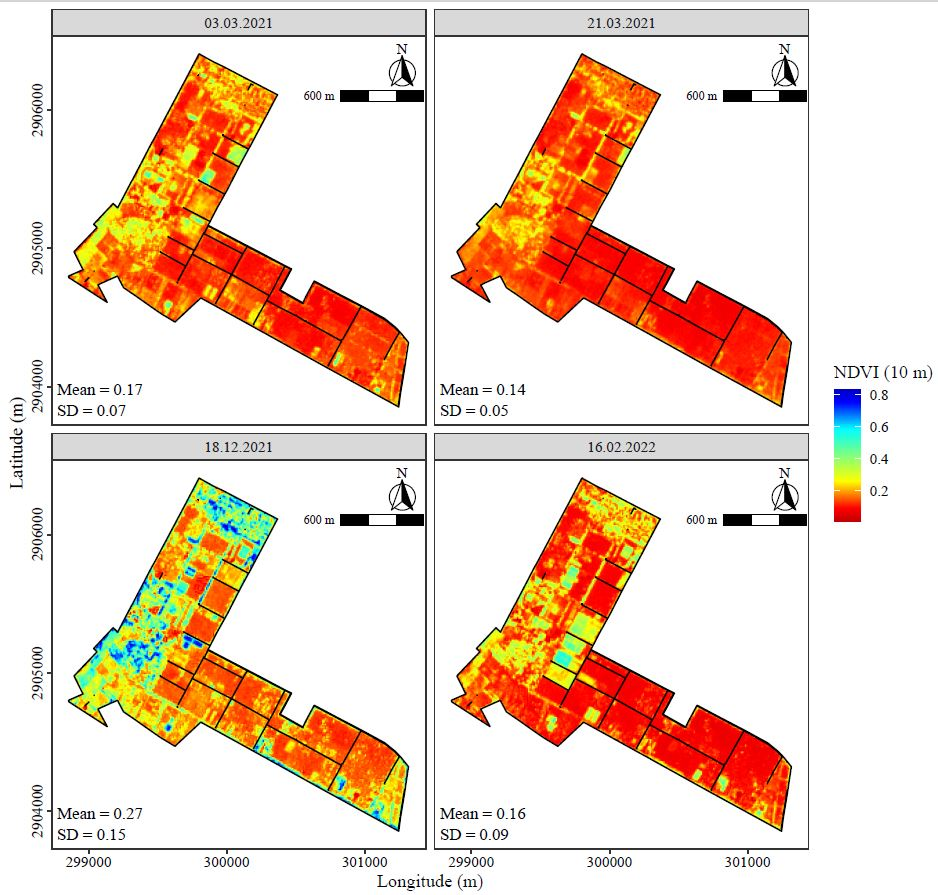 03.03.2021
21.03.2021
N
600 m
N
600 m
2906000
2905000
2904000
Mean = 0.17
SD = 0.07
Mean = 0.14
SD = 0.05
NDVI (10 m)
0.8
0.6
0.4
0.2
Latitude (m)
18.12.2021
16.02.2022
N
600 m
N
600 m
2906000
2905000
2904000
Mean = 0.27
SD = 0.15
Mean = 0.16
SD = 0.09
299000
300000
301000
299000
300000
301000
Longitude (m)